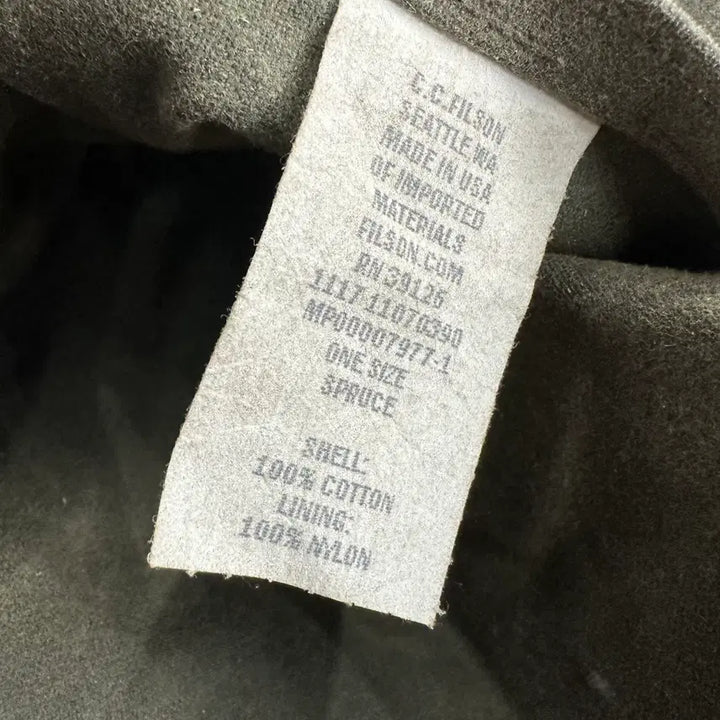 C.C. FILSON
SEATTLE, WA
MADE IN USA
OF IMPORTED
MATERIALS
FILSON.COM
RN 39126
1117 11070390
MP00007977-1
ONE SIZE
SPRUCE
SHELL:
100% COTTON
LINING:
100% NYLON